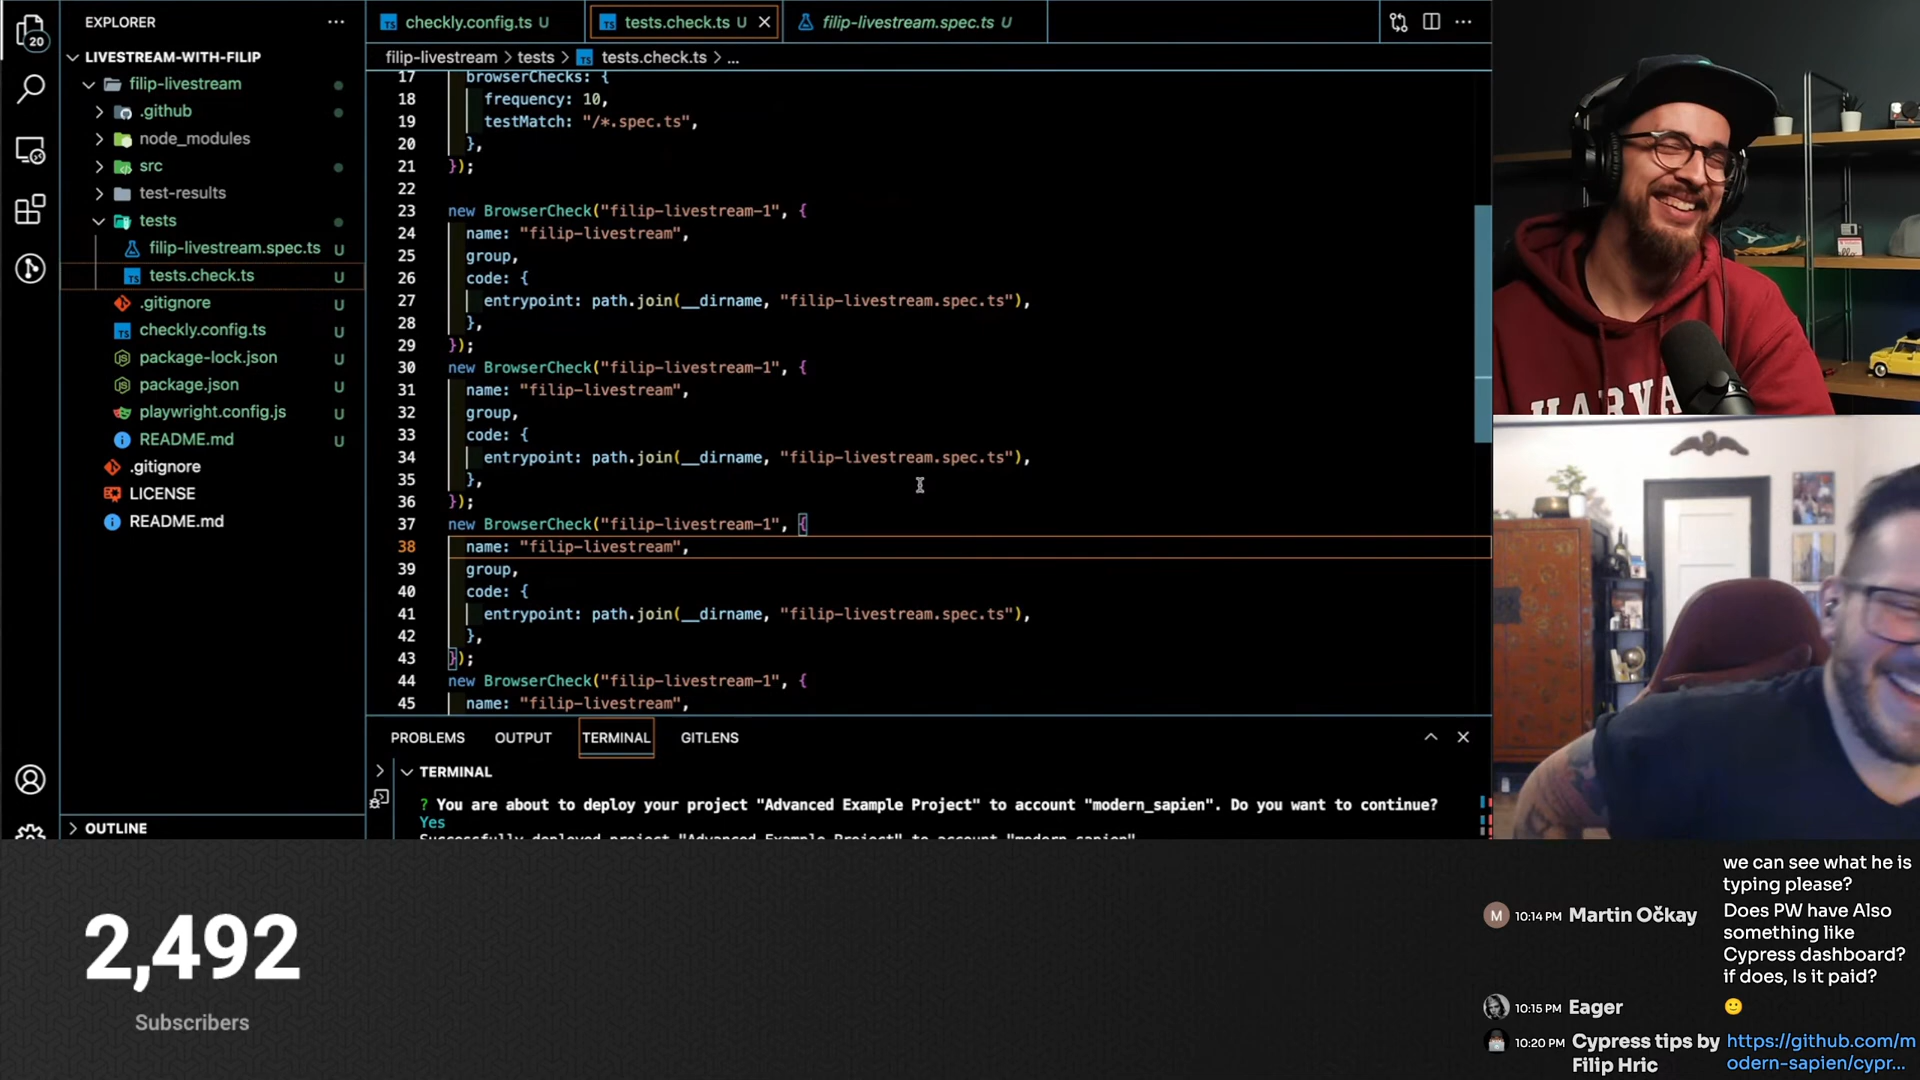 EXPLORER
20
LIVESTREAM-WITH-FILIP
filip-livestream
.github
node_modules
src
test-results
tests
filip-livestream.spec.ts U
tests.check.ts U
.gitignore U
checkly.config.ts U
package-lock.json U
package.json U
playwright.config.js U
README.md U
.gitignore
LICENSE
README.md
OUTLINE
checkly.config.ts U
tests.check.ts U
filip-livestream.spec.ts U
filip-livestream > tests > tests.check.ts > ...
17 browserChecks: {
18 frequency: 10,
19 testMatch: "/*.spec.ts",
20 },
21 });
22
23 new BrowserCheck("filip-livestream-1", {
24 name: "filip-livestream",
25 group,
26 code: {
27 entrypoint: path.join(__dirname, "filip-livestream.spec.ts"),
28 },
29 });
30 new BrowserCheck("filip-livestream-1", {
31 name: "filip-livestream",
32 group,
33 code: {
34 entrypoint: path.join(__dirname, "filip-livestream.spec.ts"),
35 },
36 });
37 new BrowserCheck("filip-livestream-1", {
38 name: "filip-livestream",
39 group,
40 code: {
41 entrypoint: path.join(__dirname, "filip-livestream.spec.ts"),
42 },
43 });
44 new BrowserCheck("filip-livestream-1", {
45 name: "filip-livestream",
PROBLEMS OUTPUT TERMINAL GITLENS
TERMINAL
? You are about to deploy your project "Advanced Example Project" to account "modern_sapien". Do you want to continue?
Yes
Successfully deployed project "Advanced Example Project" to account "modern_sapien".
HARVA
2,492
Subscribers
we can see what he is
typing please?
M 10:14 PM Martin Očkay
Does PW have Also
something like
Cypress dashboard?
if does, Is it paid?
10:15 PM Eager
10:20 PM Cypress tips by
Filip Hric
https://github.com/m
odern-sapien/cypr...